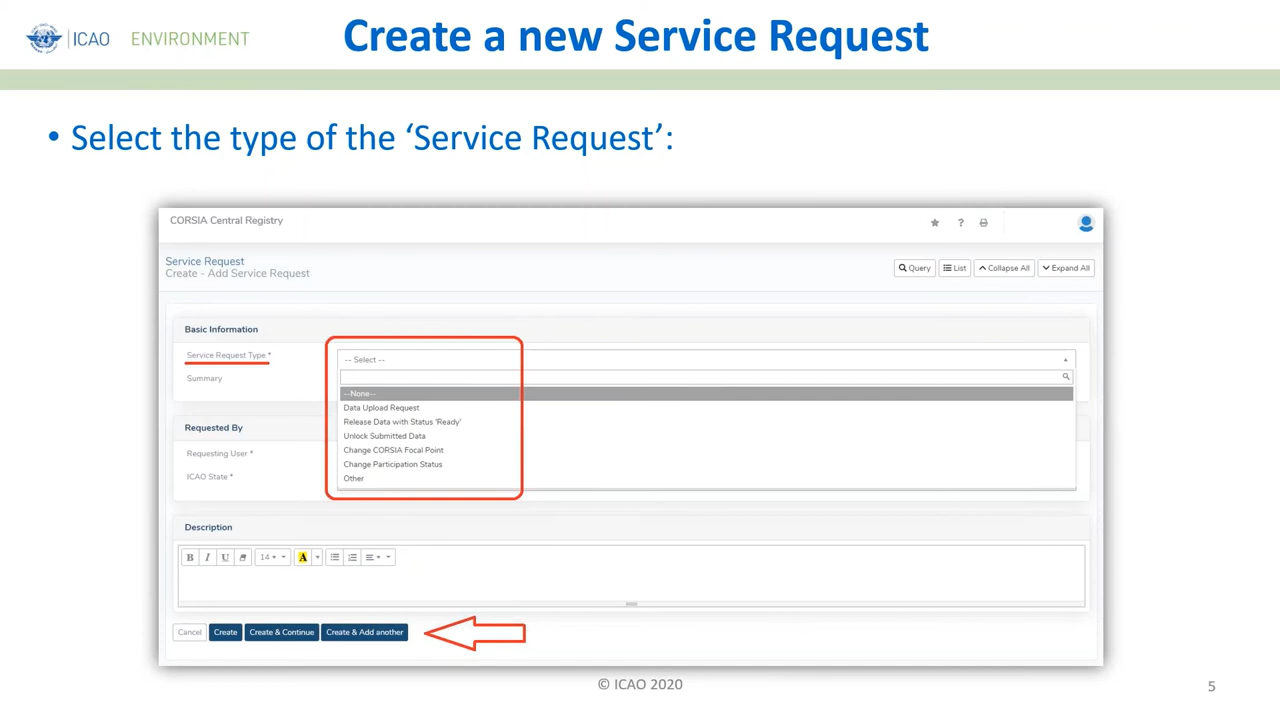 ICAO ENVIRONMENT
Create a new Service Request
• Select the type of the ‘Service Request’:
CORSIA Central Registry
?
Service Request
Create - Add Service Request
Query List Collapse All Expand All
Basic Information
Service Request Type *
-- Select --
Summary
--None--
Data Upload Request
Release Data with Status 'Ready'
Unlock Submitted Data
Change CORSIA Focal Point
Change Participation Status
Other
Requested By
Requesting User *
ICAO State *
Description
B I U 14 A
Cancel Create Create & Continue Create & Add another
© ICAO 2020
5